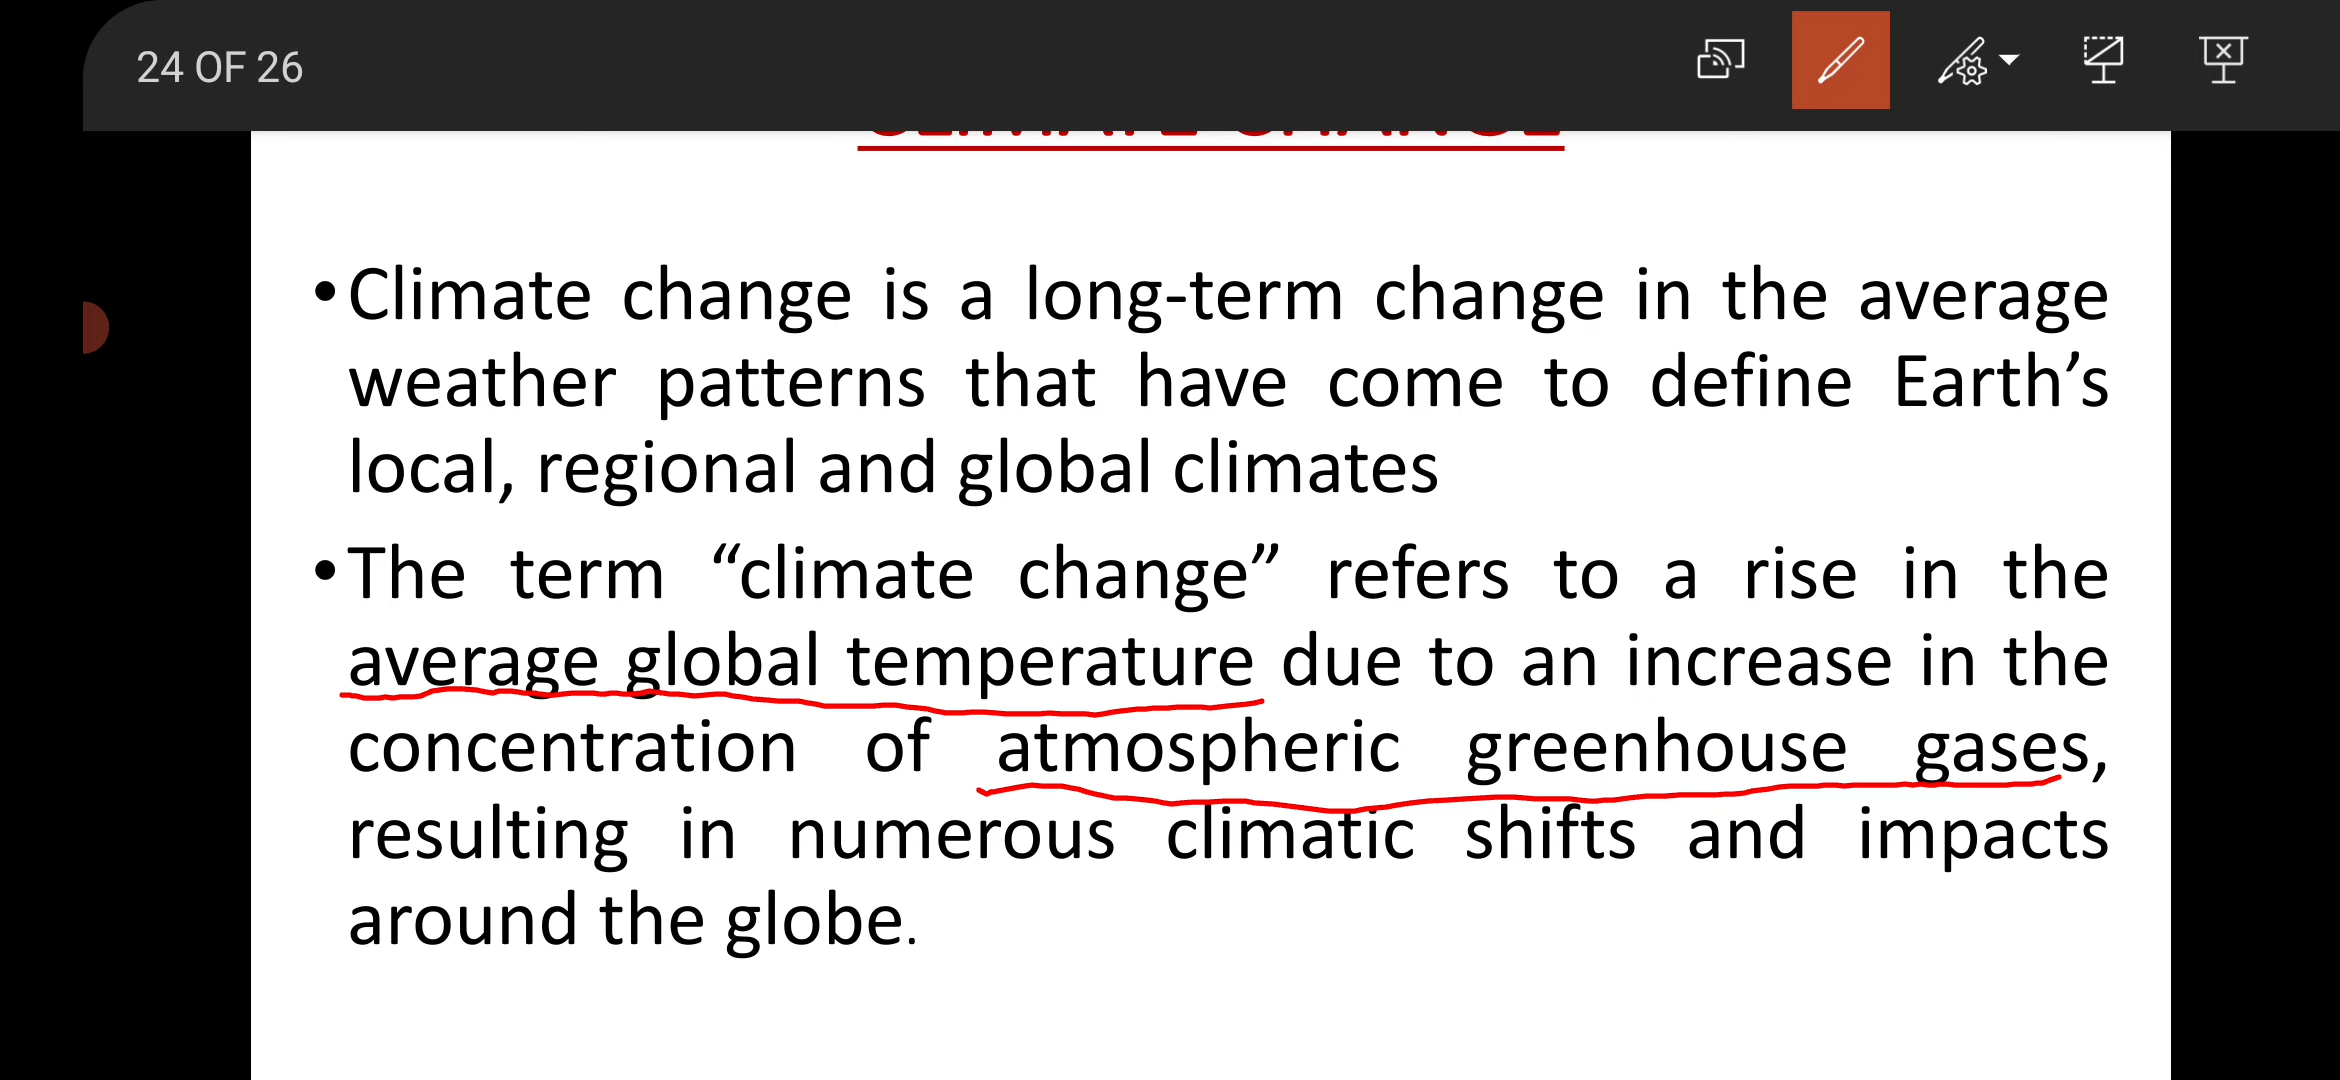 24 OF 26
CLIMATE CHANGE
•Climate change is a long-term change in the average
weather patterns that have come to define Earth’s
local, regional and global climates
•The term “climate change” refers to a rise in the
average global temperature due to an increase in the
concentration of atmospheric greenhouse gases,
resulting in numerous climatic shifts and impacts
around the globe.